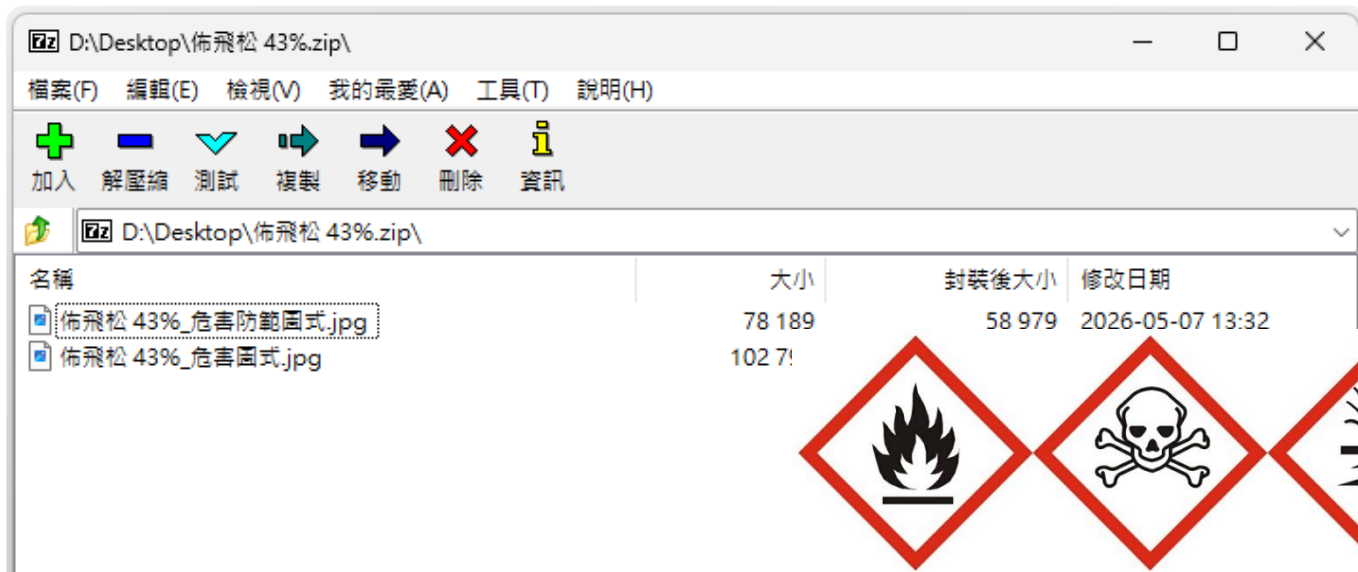 D:\Desktop\佈飛松 43%.zip\
檔案(F) 編輯(E) 檢視(V) 我的最愛(A) 工具(T) 說明(H)
加入 解壓縮 測試 複製 移動 刪除 資訊
D:\Desktop\佈飛松 43%.zip\
名稱 大小 封裝後大小 修改日期
佈飛松 43%_危害防範圖式.jpg 78 189 58 979 2026-05-07 13:32
佈飛松 43%_危害圖式.jpg 102